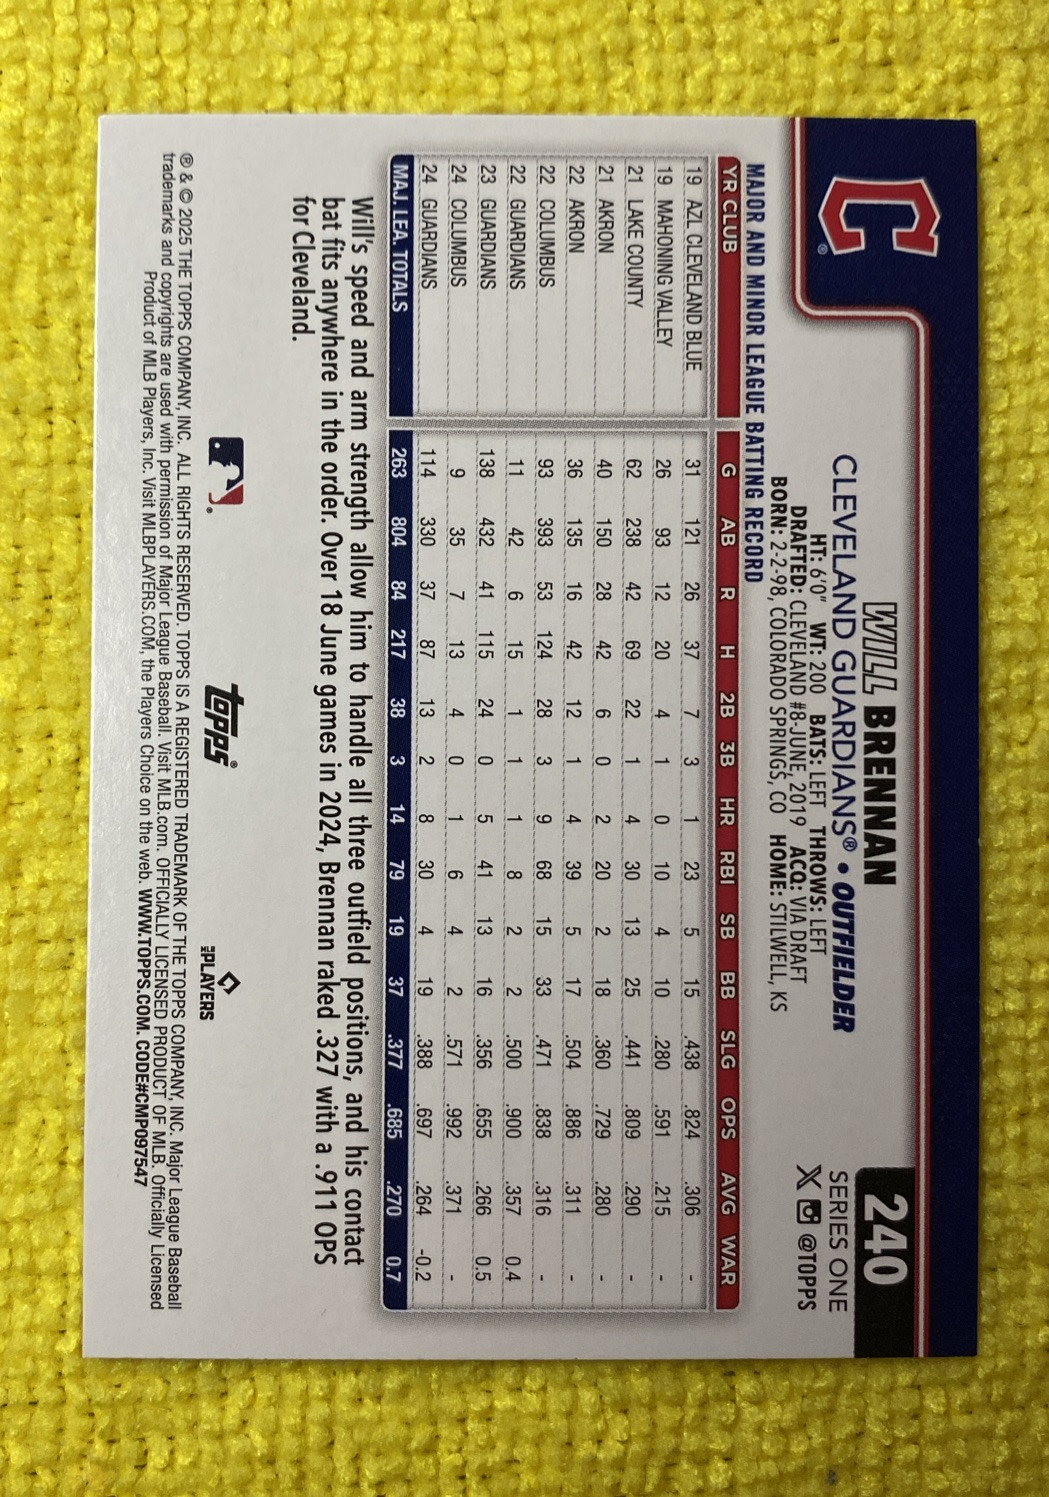 C®
240
WILL BRENNAN
SERIES ONE
CLEVELAND GUARDIANS® • OUTFIELDER
@TOPPS
HT: 6'0" WT: 200 BATS: LEFT THROWS: LEFT
DRAFTED: CLEVELAND #8-JUNE, 2019 ACQ: VIA DRAFT
BORN: 2-2-98, COLORADO SPRINGS, CO HOME: STILWELL, KS
MAJOR AND MINOR LEAGUE BATTING RECORD
YR CLUB G AB R H 2B 3B HR RBI SB BB SLG OPS AVG WAR
19 AZL CLEVELAND BLUE 31 121 26 37 7 3 1 23 5 15 .438 .824 .306 -
19 MAHONING VALLEY 26 93 12 20 4 1 0 10 4 10 .280 .591 .215 -
21 LAKE COUNTY 62 238 42 69 22 1 4 30 13 25 .441 .809 .290 -
21 AKRON 40 150 28 42 6 0 2 20 2 18 .360 .729 .280 -
22 AKRON 36 135 16 42 12 1 4 39 5 17 .504 .886 .311 -
22 COLUMBUS 93 393 53 124 28 3 9 68 15 33 .471 .838 .316 -
22 GUARDIANS 11 42 6 15 1 1 1 8 2 2 .500 .900 .357 0.4
23 GUARDIANS 138 432 41 115 24 0 5 41 13 16 .356 .655 .266 0.5
24 COLUMBUS 9 35 7 13 4 0 1 6 4 2 .571 .992 .371 -
24 GUARDIANS 114 330 37 87 13 2 8 30 4 19 .388 .697 .264 -0.2
MAJ. LEA. TOTALS 263 804 84 217 38 3 14 79 19 37 .377 .685 .270 0.7
Will's speed and arm strength allow him to handle all three outfield positions, and his contact
bat fits anywhere in the order. Over 18 June games in 2024, Brennan raked .327 with a .911 OPS
for Cleveland.
topps® PLAYERS
® & © 2025 THE TOPPS COMPANY, INC. ALL RIGHTS RESERVED. TOPPS IS A REGISTERED TRADEMARK OF THE TOPPS COMPANY, INC. Major League Baseball
trademarks and copyrights are used with permission of Major League Baseball. Visit MLB.com. OFFICIALLY LICENSED PRODUCT OF MLB. Officially Licensed
Product of MLB Players, Inc. Visit MLBPLAYERS.COM, the Players Choice on the web. WWW.TOPPS.COM. CODE#CMP097547